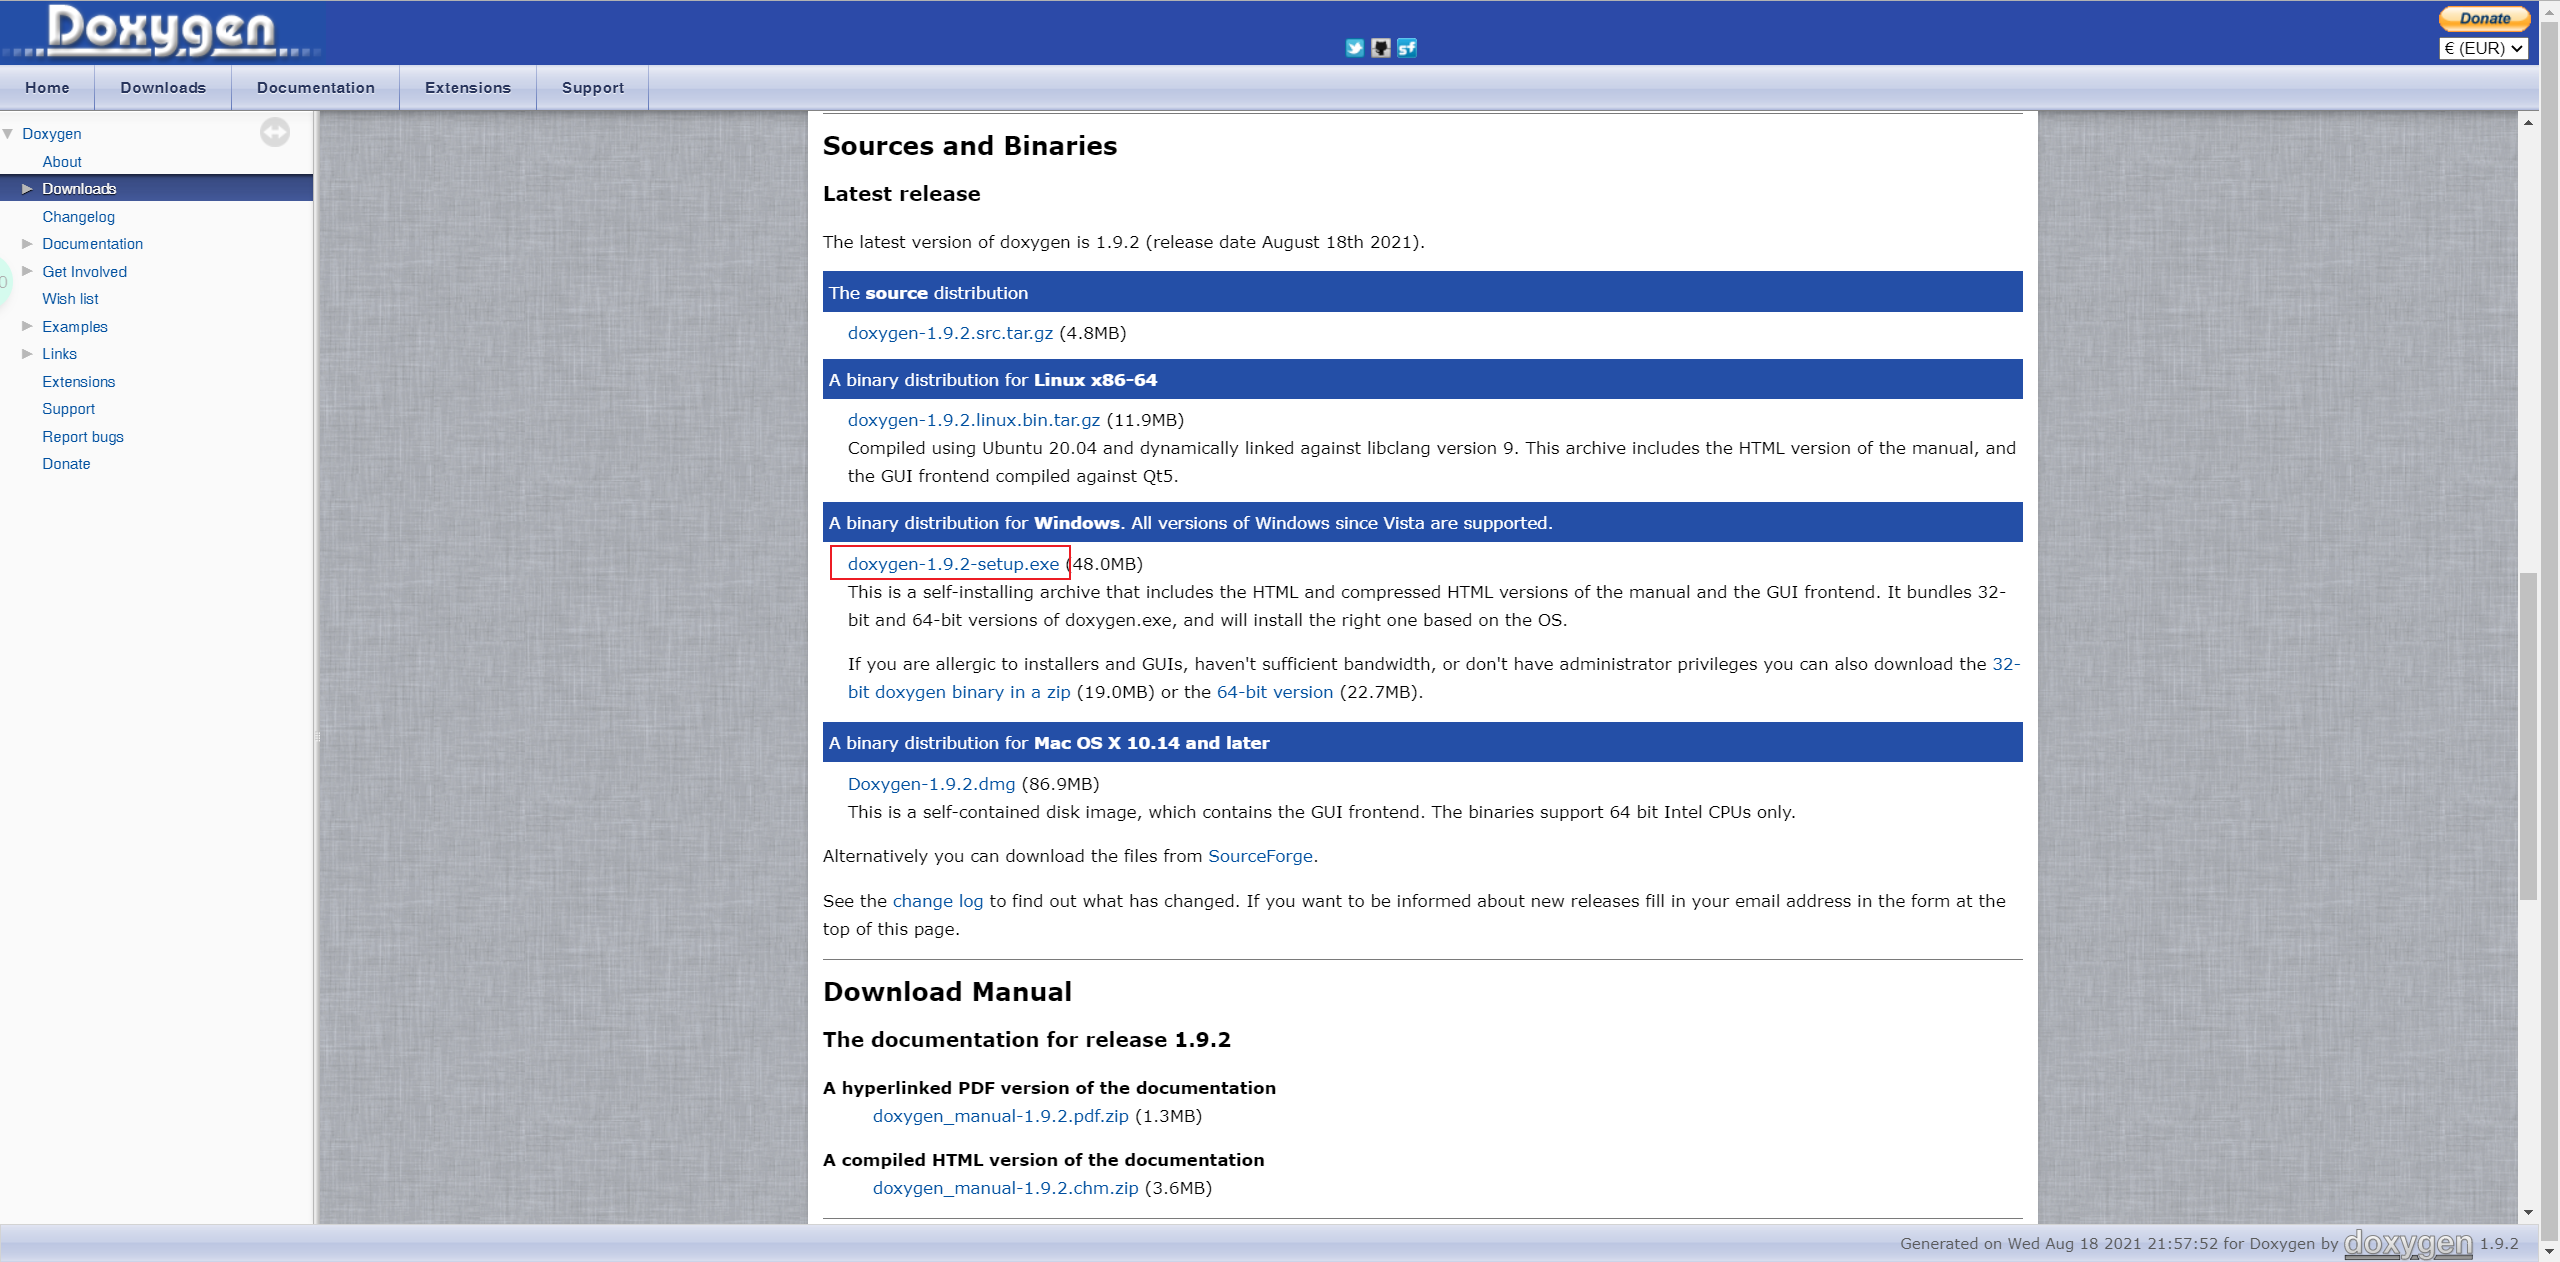 Doxygen
Donate
€ (EUR)
Home
Downloads
Documentation
Extensions
Support
Doxygen
About
Downloads
Changelog
Documentation
Get Involved
Wish list
Examples
Links
Extensions
Support
Report bugs
Donate
Sources and Binaries
Latest release
The latest version of doxygen is 1.9.2 (release date August 18th 2021).
The source distribution
doxygen-1.9.2.src.tar.gz (4.8MB)
A binary distribution for Linux x86-64
doxygen-1.9.2.linux.bin.tar.gz (11.9MB)
Compiled using Ubuntu 20.04 and dynamically linked against libclang version 9. This archive includes the HTML version of the manual, and
the GUI frontend compiled against Qt5.
A binary distribution for Windows. All versions of Windows since Vista are supported.
doxygen-1.9.2-setup.exe (48.0MB)
This is a self-installing archive that includes the HTML and compressed HTML versions of the manual and the GUI frontend. It bundles 32-
bit and 64-bit versions of doxygen.exe, and will install the right one based on the OS.
If you are allergic to installers and GUIs, haven't sufficient bandwidth, or don't have administrator privileges you can also download the 32-
bit doxygen binary in a zip (19.0MB) or the 64-bit version (22.7MB).
A binary distribution for Mac OS X 10.14 and later
Doxygen-1.9.2.dmg (86.9MB)
This is a self-contained disk image, which contains the GUI frontend. The binaries support 64 bit Intel CPUs only.
Alternatively you can download the files from SourceForge.
See the change log to find out what has changed. If you want to be informed about new releases fill in your email address in the form at the
top of this page.
Download Manual
The documentation for release 1.9.2
A hyperlinked PDF version of the documentation
doxygen_manual-1.9.2.pdf.zip (1.3MB)
A compiled HTML version of the documentation
doxygen_manual-1.9.2.chm.zip (3.6MB)
Generated on Wed Aug 18 2021 21:57:52 for Doxygen by doxygen 1.9.2